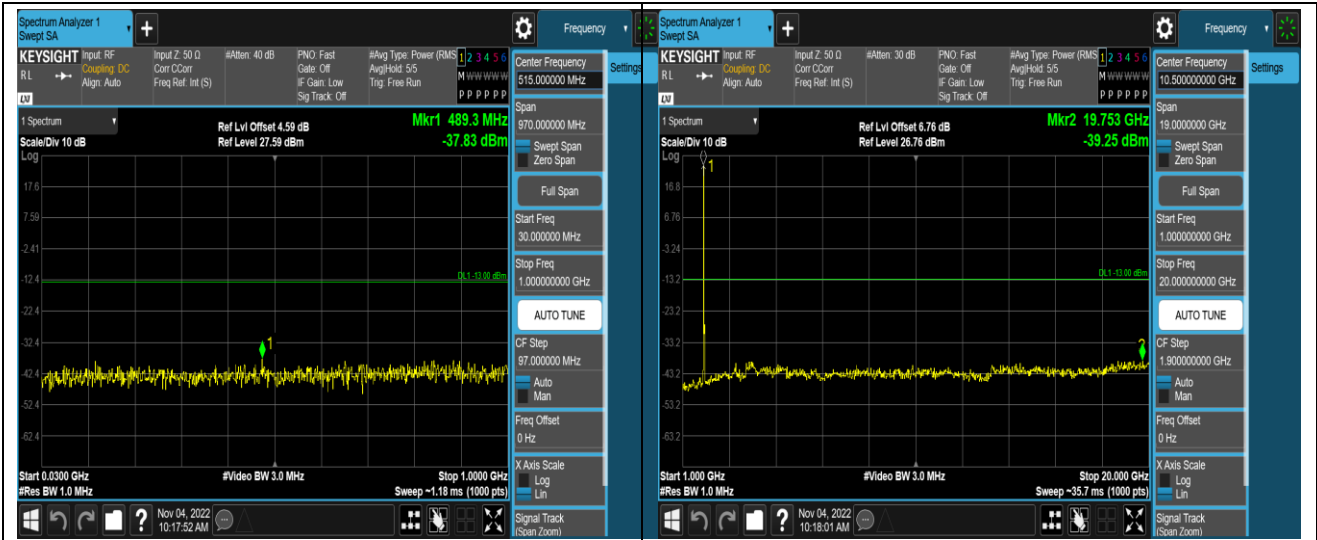 Spectrum Analyzer 1
Swept SA
+
Frequency
KEYSIGHT
RL
Input: RF
Coupling: DC
Align: Auto
Input Z: 50 Ω
Corr CCorr
Freq Ref: Int (S)
#Atten: 40 dB
PNO: Fast
Gate: Off
IF Gain: Low
Sig Track: Off
#Avg Type: Power (RMS
Avg|Hold: 5/5
Trig: Free Run
1 2 3 4 5 6
M W W W W W
P P P P P P
Center Frequency
515.000000 MHz
Settings
Span
970.000000 MHz
Swept Span
Zero Span
Full Span
Start Freq
30.000000 MHz
Stop Freq
1.000000000 GHz
AUTO TUNE
CF Step
97.000000 MHz
Auto
Man
Freq Offset
0 Hz
X Axis Scale
Log
Lin
Signal Track
(Span Zoom)
1 Spectrum
Scale/Div 10 dB
Log
Ref Lvl Offset 4.59 dB
Ref Level 27.59 dBm
Mkr1 489.3 MHz
-37.83 dBm
17.6
7.59
-2.41
DL1 -13.00 dBm
-12.4
-22.4
-32.4
1
-42.4
-52.4
-62.4
Start 0.0300 GHz
#Res BW 1.0 MHz
#Video BW 3.0 MHz
Stop 1.0000 GHz
Sweep ~1.18 ms (1000 pts)
?
Nov 04, 2022
10:17:52 AM
Spectrum Analyzer 1
Swept SA
+
Frequency
KEYSIGHT
RL
Input: RF
Coupling: DC
Align: Auto
Input Z: 50 Ω
Corr CCorr
Freq Ref: Int (S)
#Atten: 30 dB
PNO: Fast
Gate: Off
IF Gain: Low
Sig Track: Off
#Avg Type: Power (RMS
Avg|Hold: 5/5
Trig: Free Run
1 2 3 4 5 6
M W W W W W
P P P P P P
Center Frequency
10.500000000 GHz
Settings
Span
19.0000000 GHz
Swept Span
Zero Span
Full Span
Start Freq
1.000000000 GHz
Stop Freq
20.000000000 GHz
AUTO TUNE
CF Step
1.900000000 GHz
Auto
Man
Freq Offset
0 Hz
X Axis Scale
Log
Lin
Signal Track
(Span Zoom)
1 Spectrum
Scale/Div 10 dB
Log
Ref Lvl Offset 6.76 dB
Ref Level 26.76 dBm
Mkr2 19.753 GHz
-39.25 dBm
1
16.8
6.76
-3.24
DL1 -13.00 dBm
-13.2
-23.2
-33.2
-43.2
-53.2
-63.2
Start 1.000 GHz
#Res BW 1.0 MHz
#Video BW 3.0 MHz
Stop 20.000 GHz
Sweep ~35.7 ms (1000 pts)
?
Nov 04, 2022
10:18:01 AM